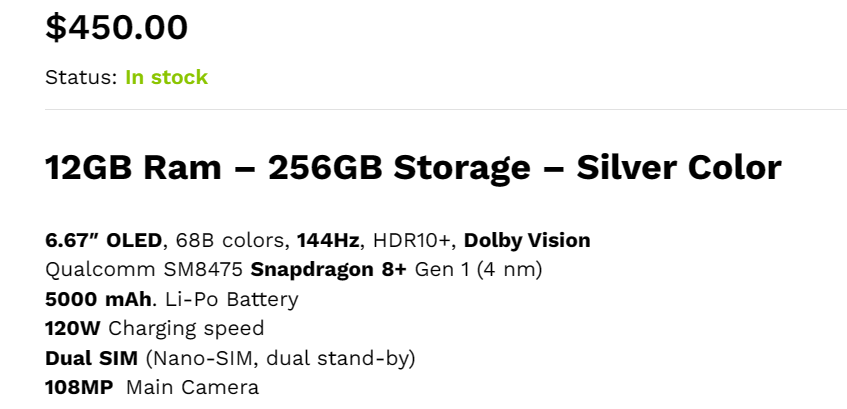 $450.00
Status: In stock
12GB Ram – 256GB Storage – Silver Color
6.67″ OLED, 68B colors, 144Hz, HDR10+, Dolby Vision
Qualcomm SM8475 Snapdragon 8+ Gen 1 (4 nm)
5000 mAh. Li-Po Battery
120W Charging speed
Dual SIM (Nano-SIM, dual stand-by)
108MP  Main Camera